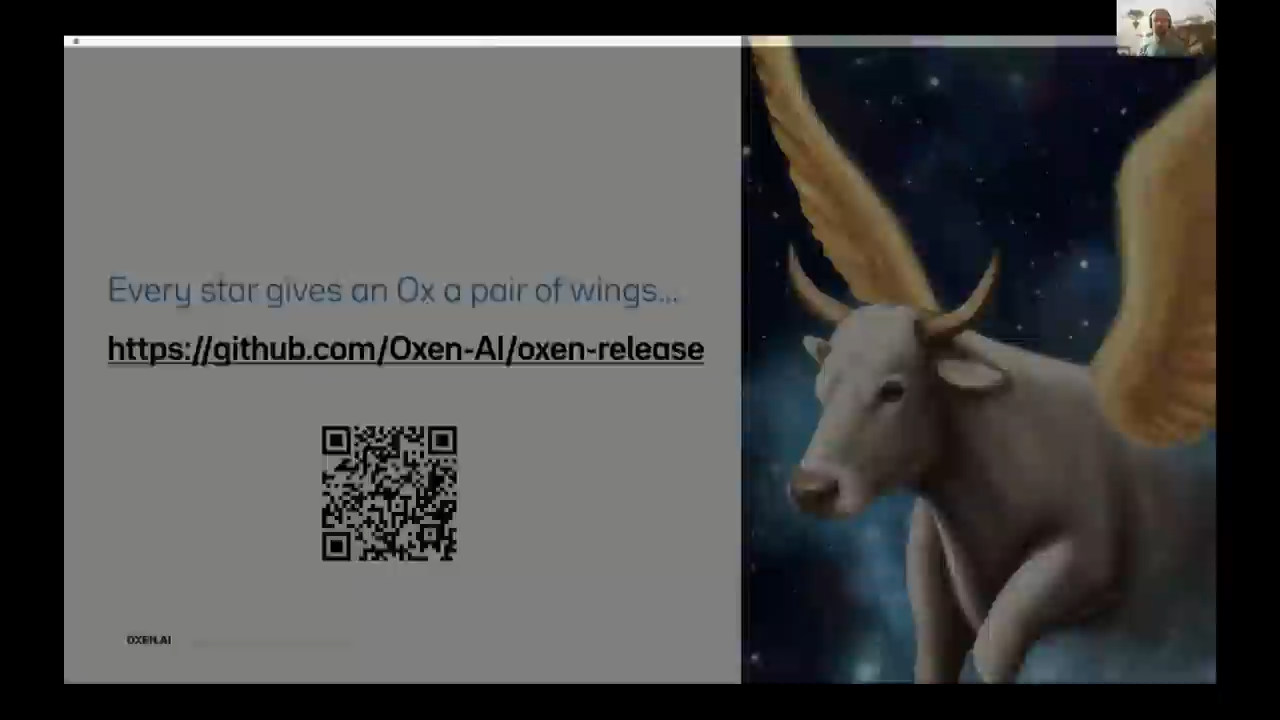 Every star gives an Ox a pair of wings...
https://github.com/Oxen-AI/oxen-release
OXEN.AI